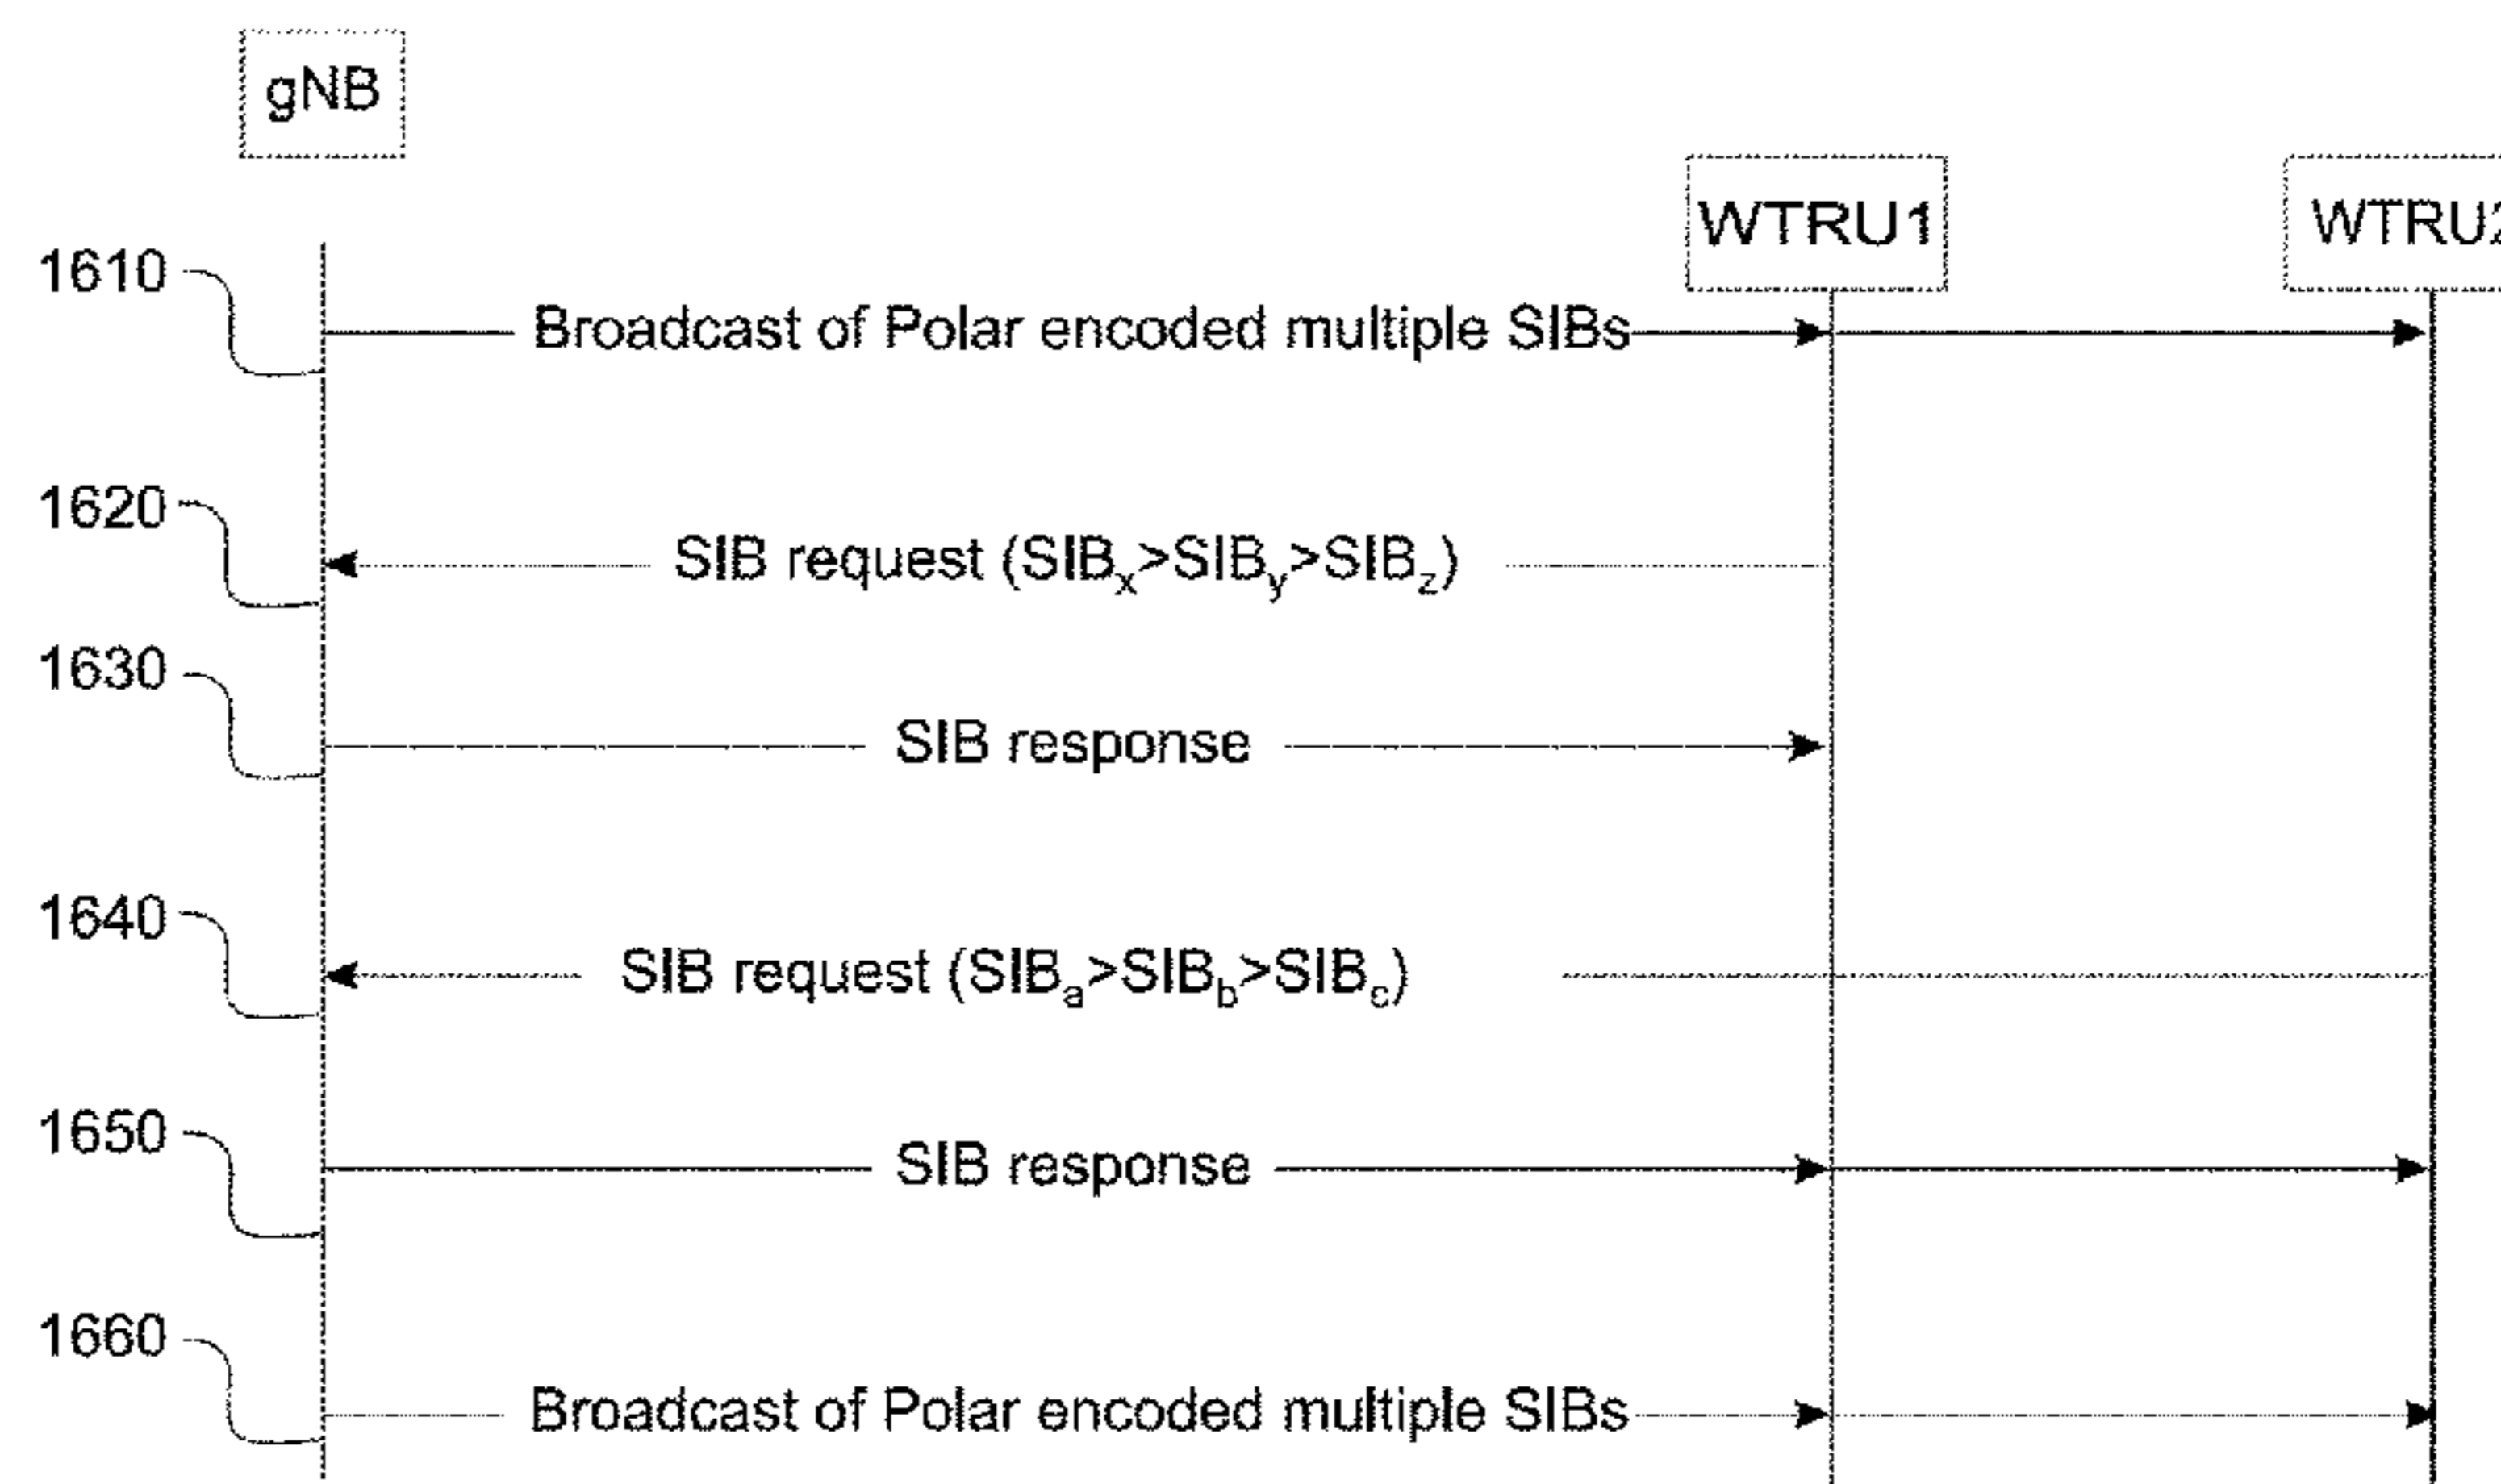 gNB
WTRU1
WTRU2
1610
Broadcast of Polar encoded multiple SIBs
1620
SIB request (SIBx>SIBy>SIBz)
1630
SIB response
1640
SIB request (SIBa>SIBb>SIBc)
1650
SIB response
1660
Broadcast of Polar encoded multiple SIBs